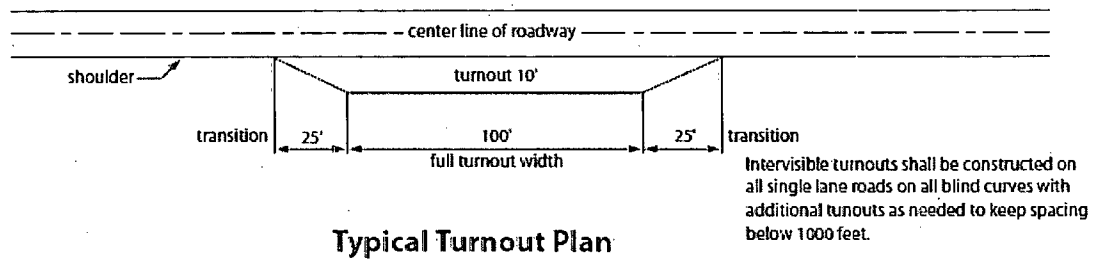 center line of roadway
shoulder
turnout 10'
transition
25'
100'
25'
transition
full turnout width
Intervisible turnouts shall be constructed on
all single lane roads on all blind curves with
additional tunouts as needed to keep spacing
below 1000 feet.
Typical Turnout Plan